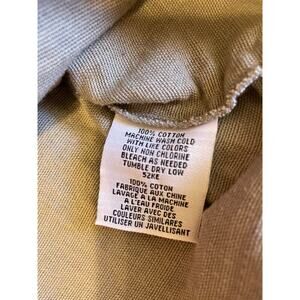 100% COTTON
MACHINE WASH COLD
WITH LIKE COLORS
ONLY NON CHLORINE
BLEACH AS NEEDED
TUMBLE DRY LOW
52KE
100% COTON
FABRIQUE AUX CHINE
LAVAGE A LA MACHINE
A L'EAU FROIDE
LAVER AVEC DES
COULEURS SIMILAIRES
UTILISER UN JAVELLISANT